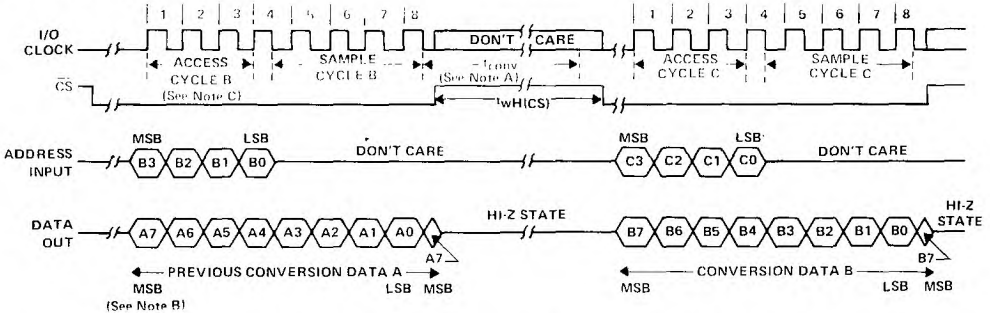 1 2 3 4 5 6 7 8 1 2 3 4 5 6 7 8
I/O
CLOCK
DON'T CARE
ACCESS
CYCLE B
(See Note C)
SAMPLE
CYCLE B
tconv
(See Note A)
ACCESS
CYCLE C
SAMPLE
CYCLE C
CS
twH(CS)
ADDRESS
INPUT
MSB LSB
B3 B2 B1 B0
DON'T CARE
MSB LSB
C3 C2 C1 C0
DON'T CARE
DATA
OUT
A7 A6 A5 A4 A3 A2 A1 A0
A7
HI-Z STATE
B7 B6 B5 B4 B3 B2 B1 B0
B7
HI-Z
STATE
PREVIOUS CONVERSION DATA A
MSB LSB MSB
(See Note B)
CONVERSION DATA B
MSB LSB MSB